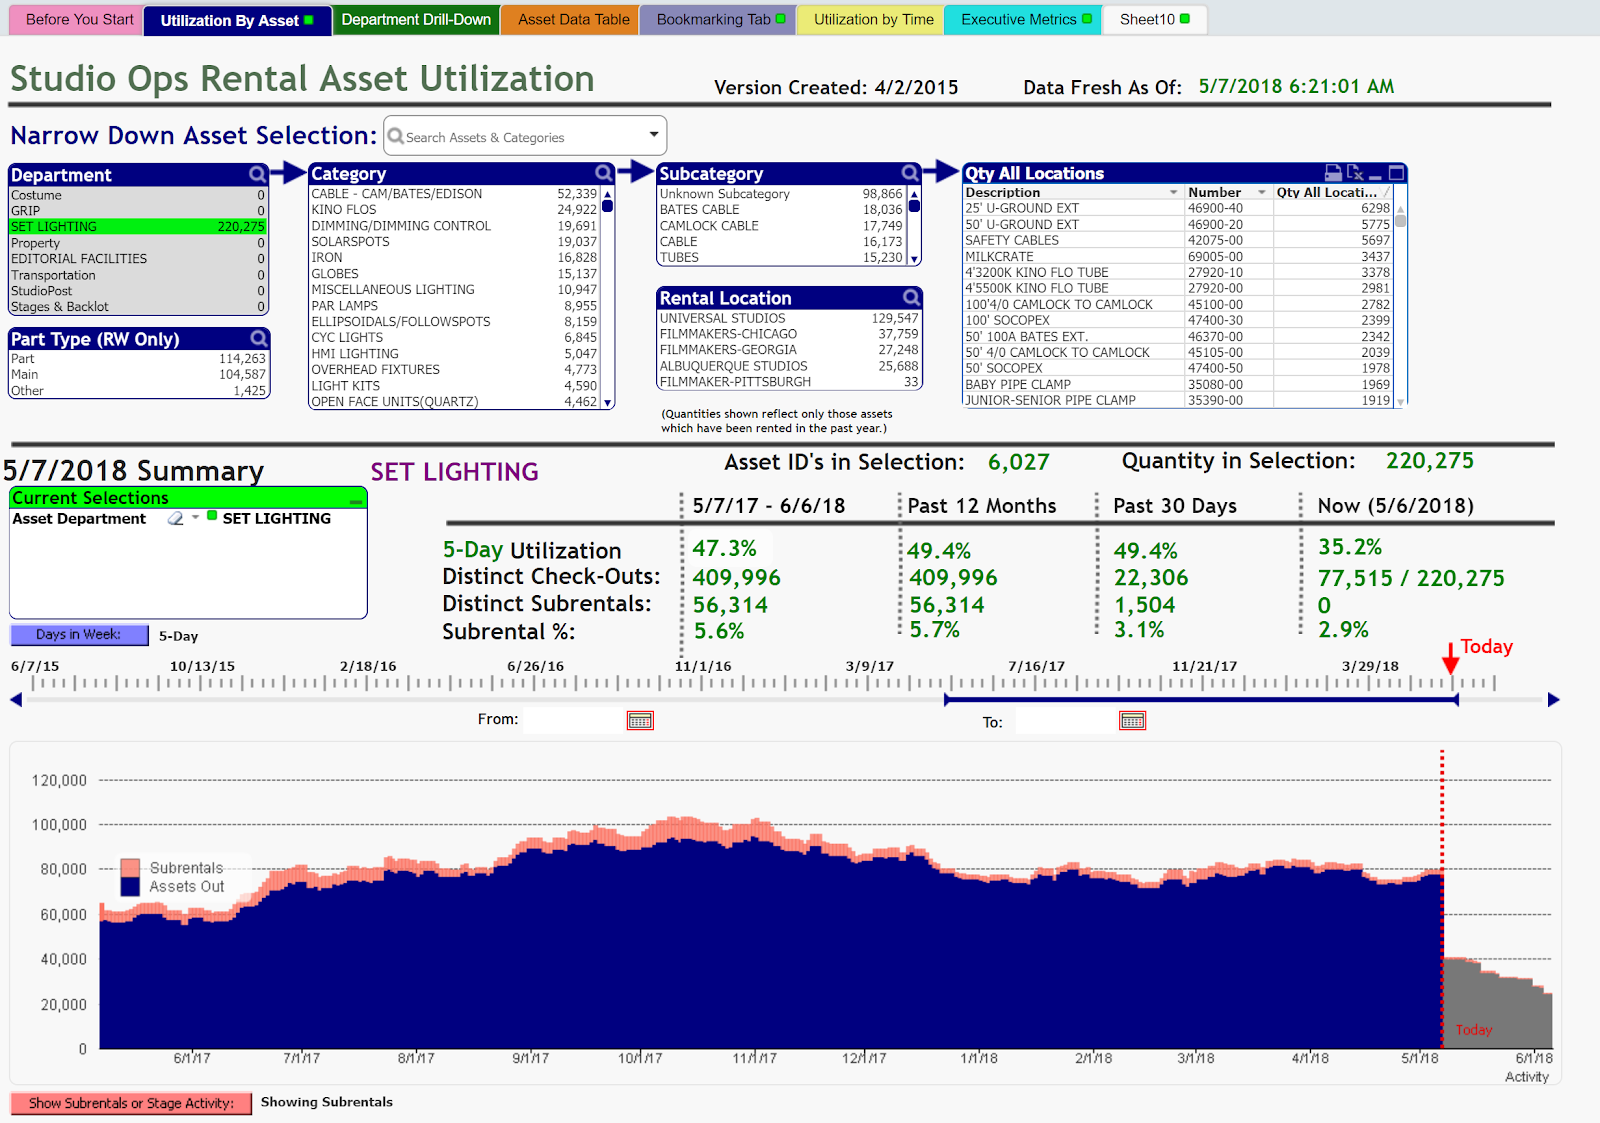 Before You Start
Utilization By Asset
Department Drill-Down
Asset Data Table
Bookmarking Tab
Utilization by Time
Executive Metrics
Sheet10
Studio Ops Rental Asset Utilization
Version Created: 4/2/2015
Data Fresh As Of: 5/7/2018 6:21:01 AM
Narrow Down Asset Selection:
Search Assets & Categories
Department
Costume 0
GRIP 0
SET LIGHTING 220,275
Property 0
EDITORIAL FACILITIES 0
Transportation 0
StudioPost 0
Stages & Backlot 0
Part Type (RW Only)
Part 114,263
Main 104,587
Other 1,425
Category
CABLE - CAM/BATES/EDISON 52,339
KINO FLOS 24,922
DIMMING/DIMMING CONTROL 19,691
SOLARSPOTS 19,037
IRON 16,828
GLOBES 15,137
MISCELLANEOUS LIGHTING 10,947
PAR LAMPS 8,955
ELLIPSOIDALS/FOLLOWSPOTS 8,159
CYC LIGHTS 6,845
HMI LIGHTING 5,047
OVERHEAD FIXTURES 4,773
LIGHT KITS 4,590
OPEN FACE UNITS(QUARTZ) 4,462
Subcategory
Unknown Subcategory 98,866
BATES CABLE 18,036
CAMLOCK CABLE 17,749
CABLE 16,173
TUBES 15,230
Rental Location
UNIVERSAL STUDIOS 129,547
FILMMAKERS-CHICAGO 37,759
FILMMAKERS-GEORGIA 27,248
ALBUQUERQUE STUDIOS 25,688
FILMMAKER-PITTSBURGH 33
(Quantities shown reflect only those assets
which have been rented in the past year.)
Qty All Locations
Description Number Qty All Locati...
25' U-GROUND EXT 46900-40 6298
50' U-GROUND EXT 46900-20 5775
SAFETY CABLES 42075-00 5697
MILKCRATE 69005-00 3437
4'3200K KINO FLO TUBE 27920-10 3378
4'5500K KINO FLO TUBE 27920-00 2981
100'4/0 CAMLOCK TO CAMLOCK 45100-00 2782
100' SOCOPEX 47400-30 2399
50' 100A BATES EXT. 46370-00 2342
50' 4/0 CAMLOCK TO CAMLOCK 45105-00 2039
50' SOCOPEX 47400-50 1978
BABY PIPE CLAMP 35080-00 1969
JUNIOR-SENIOR PIPE CLAMP 35390-00 1919
5/7/2018 Summary
SET LIGHTING
Asset ID's in Selection: 6,027
Quantity in Selection: 220,275
Current Selections
Asset Department SET LIGHTING
5/7/17 - 6/6/18 Past 12 Months Past 30 Days Now (5/6/2018)
5-Day Utilization 47.3% 49.4% 49.4% 35.2%
Distinct Check-Outs: 409,996 409,996 22,306 77,515 / 220,275
Distinct Subrentals: 56,314 56,314 1,504 0
Subrental %: 5.6% 5.7% 3.1% 2.9%
Days in Week: 5-Day
Today
6/7/15 10/13/15 2/18/16 6/26/16 11/1/16 3/9/17 7/16/17 11/21/17 3/29/18
From:
To:
120,000
100,000
80,000
60,000
40,000
20,000
0
Subrentals
Assets Out
Today
6/1/17 7/1/17 8/1/17 9/1/17 10/1/17 11/1/17 12/1/17 1/1/18 2/1/18 3/1/18 4/1/18 5/1/18 6/1/18
Activity
Show Subrentals or Stage Activity: Showing Subrentals